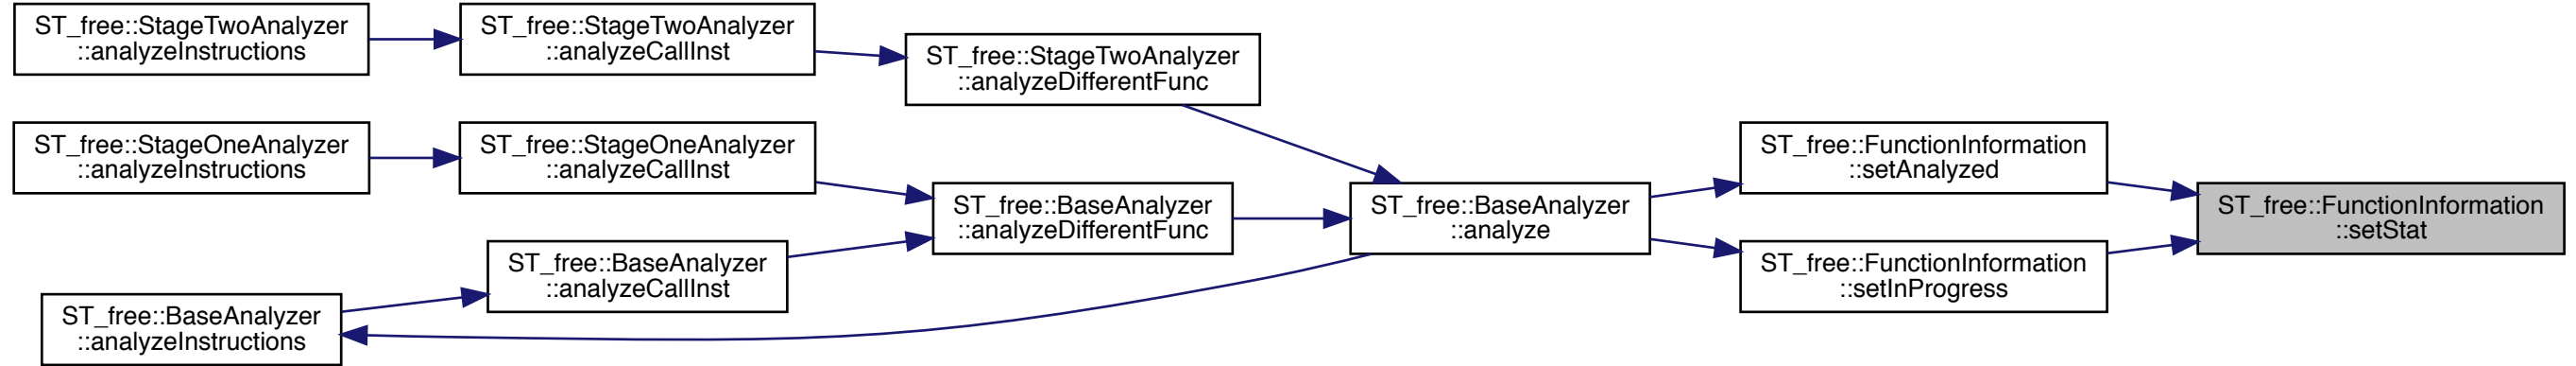 ST_free::StageTwoAnalyzer
::analyzeInstructions
ST_free::StageTwoAnalyzer
::analyzeCallInst
ST_free::StageTwoAnalyzer
::analyzeDifferentFunc
ST_free::StageOneAnalyzer
::analyzeInstructions
ST_free::StageOneAnalyzer
::analyzeCallInst
ST_free::BaseAnalyzer
::analyzeDifferentFunc
ST_free::BaseAnalyzer
::analyze
ST_free::FunctionInformation
::setAnalyzed
ST_free::FunctionInformation
::setStat
ST_free::BaseAnalyzer
::analyzeCallInst
ST_free::FunctionInformation
::setInProgress
ST_free::BaseAnalyzer
::analyzeInstructions